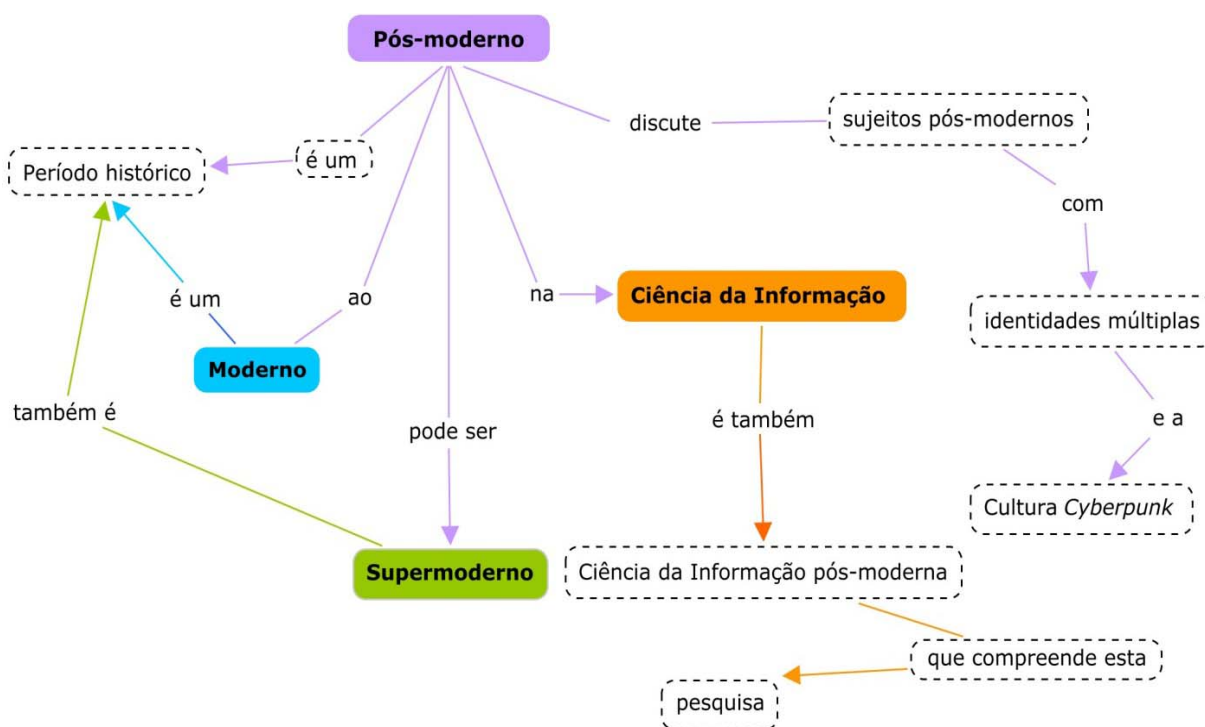 Pós-moderno
discute
sujeitos pós-modernos
é um
Período histórico
com
é um
ao
na
Ciência da Informação
identidades múltiplas
Moderno
também é
pode ser
é também
e a
Cultura Cyberpunk
Supermoderno
Ciência da Informação pós-moderna
que compreende esta
pesquisa